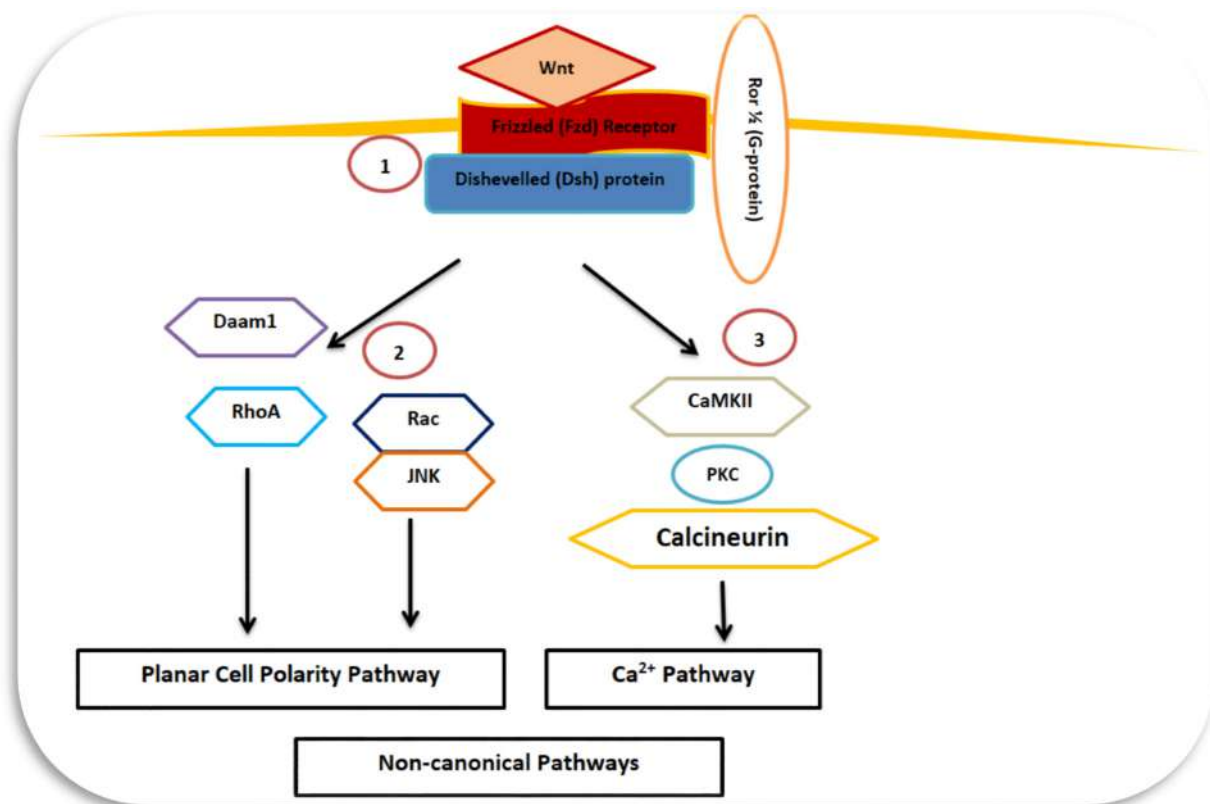 Wnt
Frizzled (Fzd) Receptor
Ror ½ (G-protein)
1
Dishevelled (Dsh) protein
Daam1
2
3
RhoA
Rac
CaMKII
JNK
PKC
Calcineurin
Planar Cell Polarity Pathway
Ca²⁺ Pathway
Non-canonical Pathways